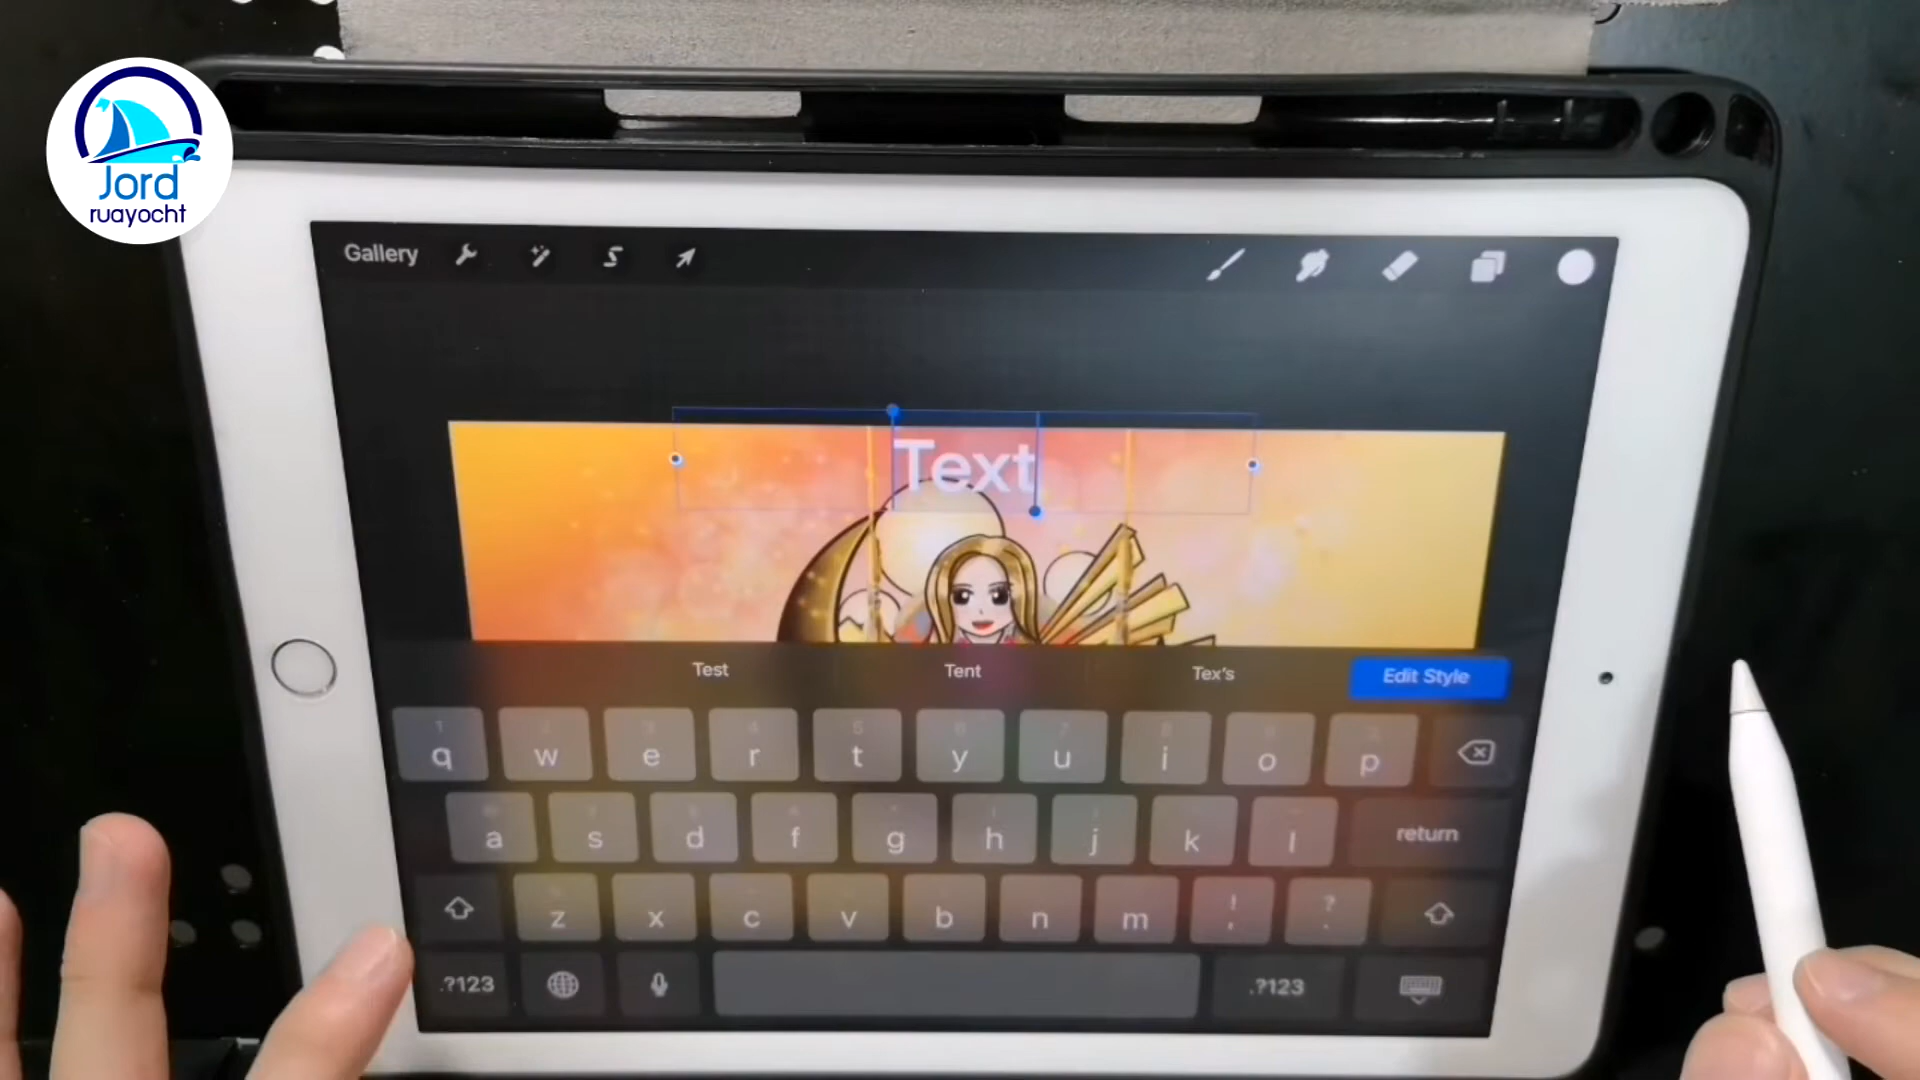 Jord
ruayocht
Gallery
Text
Test Tent Tex's Edit Style
q w e r t y u i o p
a s d f g h j k l return
z x c v b n m ! , ? .
.?123 .?123